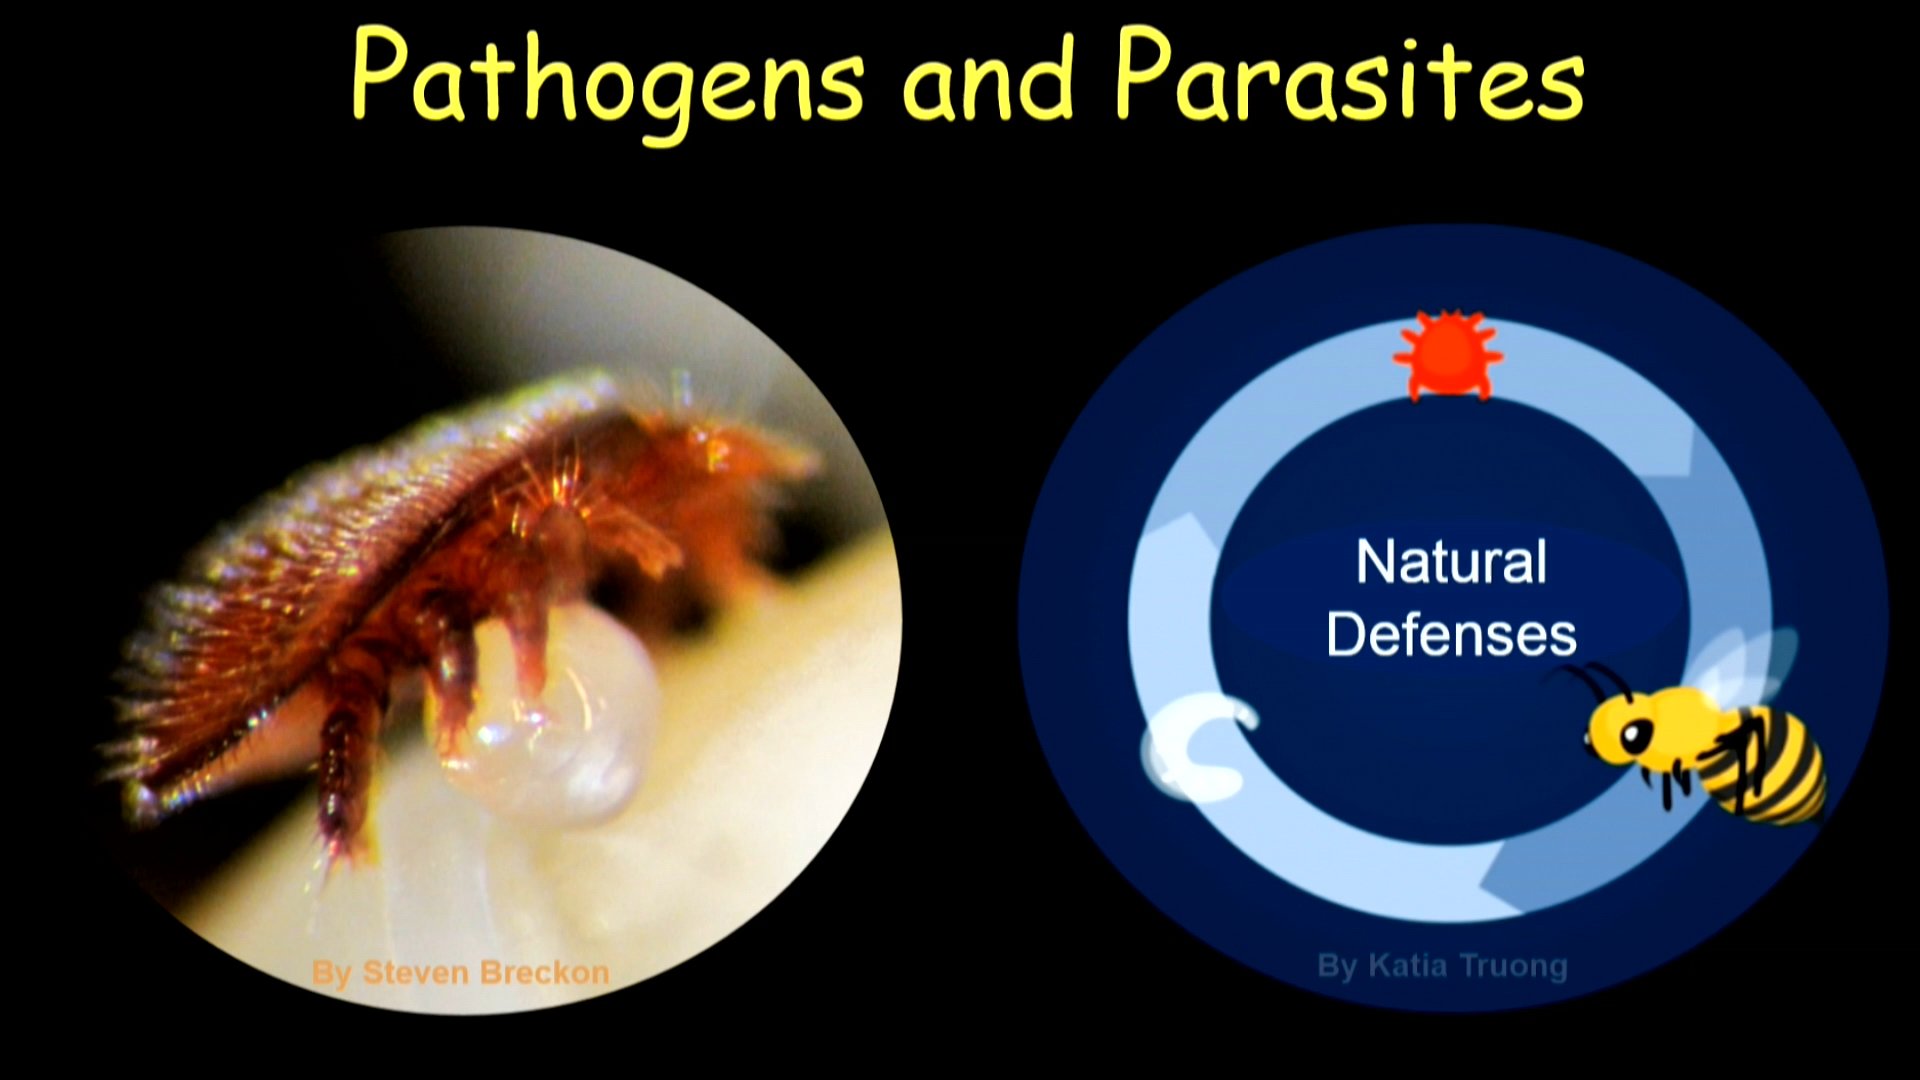 Pathogens and Parasites
Natural
Defenses
By Steven Breckon
By Katia Truong